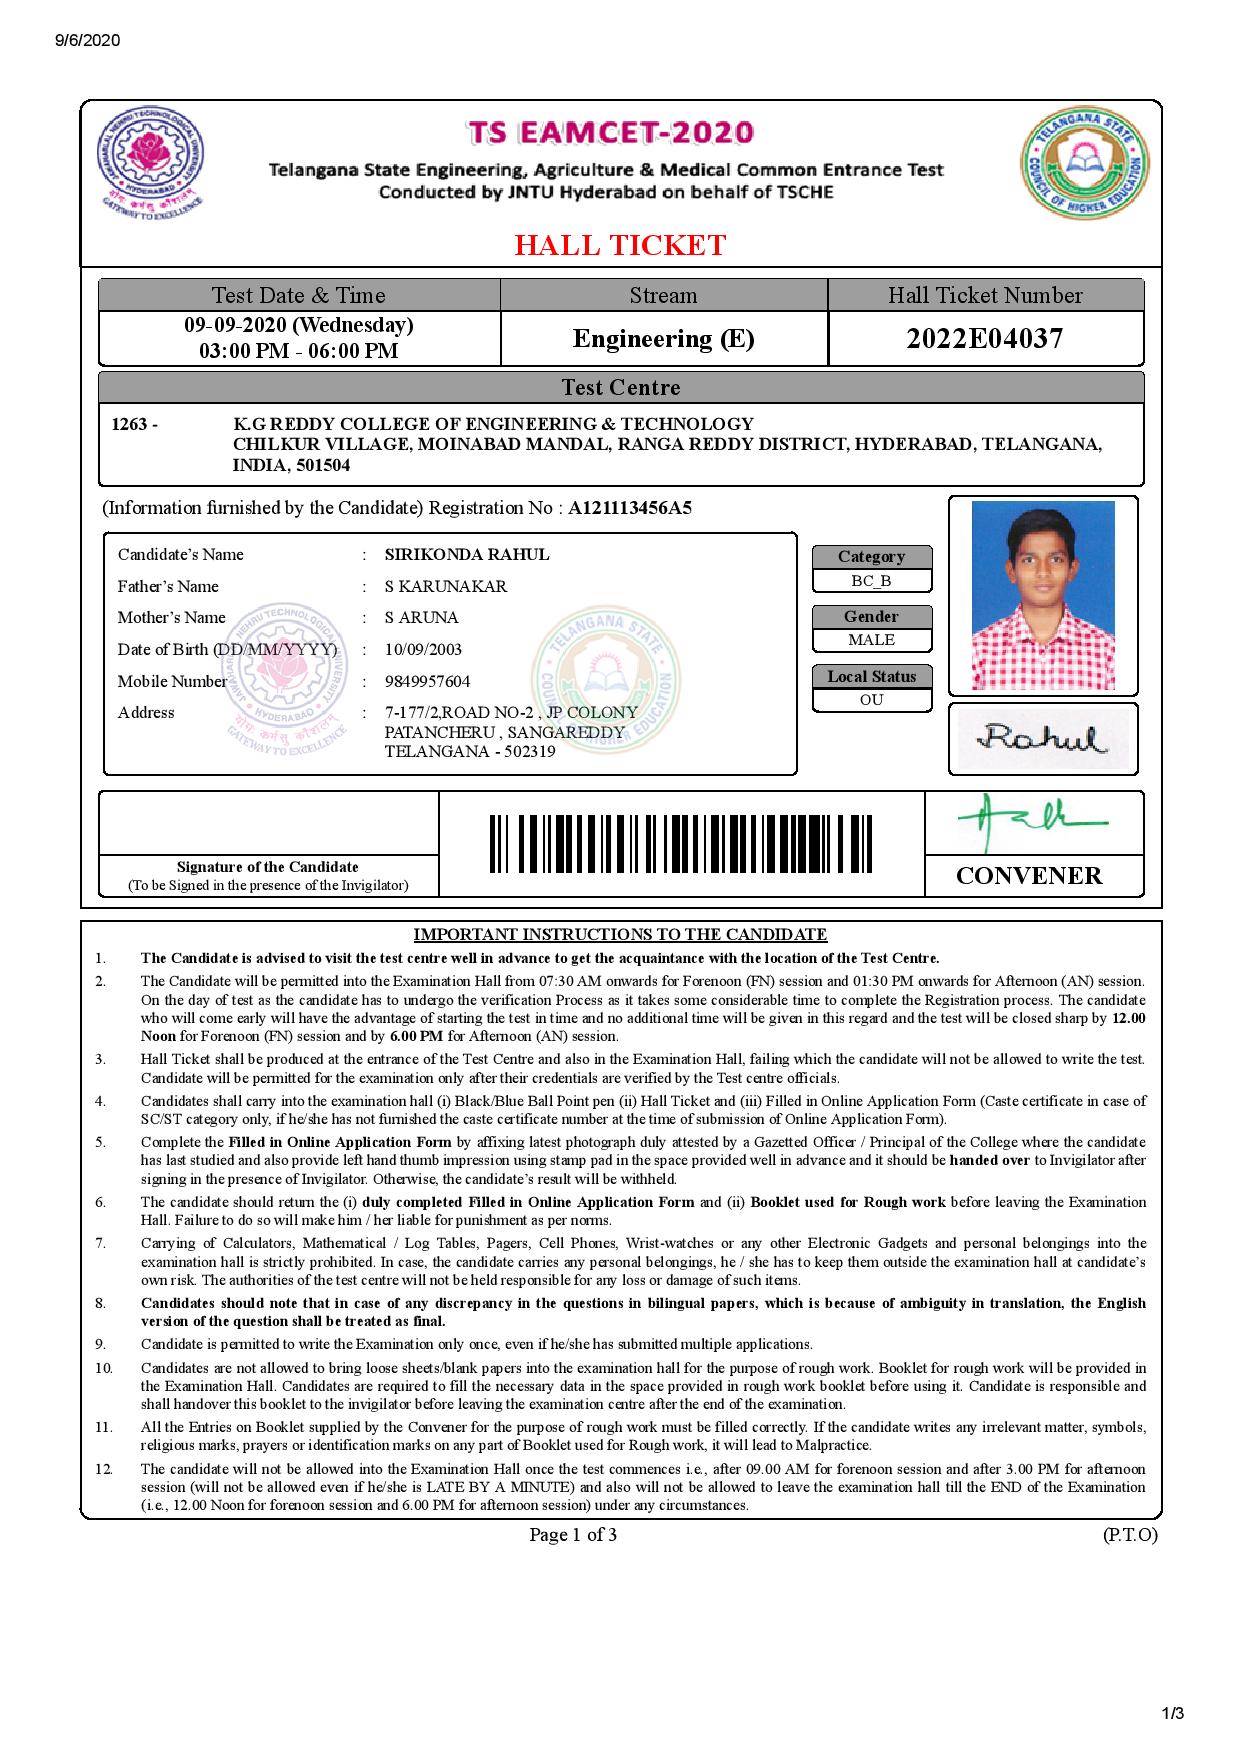 9/6/2020
JAWAHARLAL NEHRU TECHNOLOGICAL UNIVERSITY
HYDERABAD
योगः कर्मसु कौशलम्
GATEWAY TO EXCELLENCE
TS EAMCET-2020
Telangana State Engineering, Agriculture & Medical Common Entrance Test
Conducted by JNTU Hyderabad on behalf of TSCHE
TELANGANA STATE
COUNCIL OF HIGHER EDUCATION
HALL TICKET
Test Date & Time Stream Hall Ticket Number
09-09-2020 (Wednesday)
03:00 PM - 06:00 PM
Engineering (E)
2022E04037
Test Centre
1263 - K.G REDDY COLLEGE OF ENGINEERING & TECHNOLOGY
CHILKUR VILLAGE, MOINABAD MANDAL, RANGA REDDY DISTRICT, HYDERABAD, TELANGANA,
INDIA, 501504
(Information furnished by the Candidate) Registration No : A121113456A5
Candidate’s Name : SIRIKONDA RAHUL
Father’s Name : S KARUNAKAR
Mother’s Name : S ARUNA
Date of Birth (DD/MM/YYYY) : 10/09/2003
Mobile Number : 9849957604
Address : 7-177/2,ROAD NO-2 , JP COLONY
PATANCHERU , SANGAREDDY
TELANGANA - 502319
JAWAHARLAL NEHRU TECHNOLOGICAL UNIVERSITY
HYDERABAD
योगः कर्मसु कौशलम्
GATEWAY TO EXCELLENCE
TELANGANA STATE
COUNCIL OF HIGHER EDUCATION
Category
BC_B
Gender
MALE
Local Status
OU
Rahul
Signature of the Candidate
(To be Signed in the presence of the Invigilator)
CONVENER
IMPORTANT INSTRUCTIONS TO THE CANDIDATE
1. The Candidate is advised to visit the test centre well in advance to get the acquaintance with the location of the Test Centre.
2. The Candidate will be permitted into the Examination Hall from 07:30 AM onwards for Forenoon (FN) session and 01:30 PM onwards for Afternoon (AN) session.
On the day of test as the candidate has to undergo the verification Process as it takes some considerable time to complete the Registration process. The candidate
who will come early will have the advantage of starting the test in time and no additional time will be given in this regard and the test will be closed sharp by 12.00
Noon for Forenoon (FN) session and by 6.00 PM for Afternoon (AN) session.
3. Hall Ticket shall be produced at the entrance of the Test Centre and also in the Examination Hall, failing which the candidate will not be allowed to write the test.
Candidate will be permitted for the examination only after their credentials are verified by the Test centre officials.
4. Candidates shall carry into the examination hall (i) Black/Blue Ball Point pen (ii) Hall Ticket and (iii) Filled in Online Application Form (Caste certificate in case of
SC/ST category only, if he/she has not furnished the caste certificate number at the time of submission of Online Application Form).
5. Complete the Filled in Online Application Form by affixing latest photograph duly attested by a Gazetted Officer / Principal of the College where the candidate
has last studied and also provide left hand thumb impression using stamp pad in the space provided well in advance and it should be handed over to Invigilator after
signing in the presence of Invigilator. Otherwise, the candidate’s result will be withheld.
6. The candidate should return the (i) duly completed Filled in Online Application Form and (ii) Booklet used for Rough work before leaving the Examination
Hall. Failure to do so will make him / her liable for punishment as per norms.
7. Carrying of Calculators, Mathematical / Log Tables, Pagers, Cell Phones, Wrist-watches or any other Electronic Gadgets and personal belongings into the
examination hall is strictly prohibited. In case, the candidate carries any personal belongings, he / she has to keep them outside the examination hall at candidate’s
own risk. The authorities of the test centre will not be held responsible for any loss or damage of such items.
8. Candidates should note that in case of any discrepancy in the questions in bilingual papers, which is because of ambiguity in translation, the English
version of the question shall be treated as final.
9. Candidate is permitted to write the Examination only once, even if he/she has submitted multiple applications.
10. Candidates are not allowed to bring loose sheets/blank papers into the examination hall for the purpose of rough work. Booklet for rough work will be provided in
the Examination Hall. Candidates are required to fill the necessary data in the space provided in rough work booklet before using it. Candidate is responsible and
shall handover this booklet to the invigilator before leaving the examination centre after the end of the examination.
11. All the Entries on Booklet supplied by the Convener for the purpose of rough work must be filled correctly. If the candidate writes any irrelevant matter, symbols,
religious marks, prayers or identification marks on any part of Booklet used for Rough work, it will lead to Malpractice.
12. The candidate will not be allowed into the Examination Hall once the test commences i.e., after 09.00 AM for forenoon session and after 3.00 PM for afternoon
session (will not be allowed even if he/she is LATE BY A MINUTE) and also will not be allowed to leave the examination hall till the END of the Examination
(i.e., 12.00 Noon for forenoon session and 6.00 PM for afternoon session) under any circumstances.
Page 1 of 3 (P.T.O)
1/3